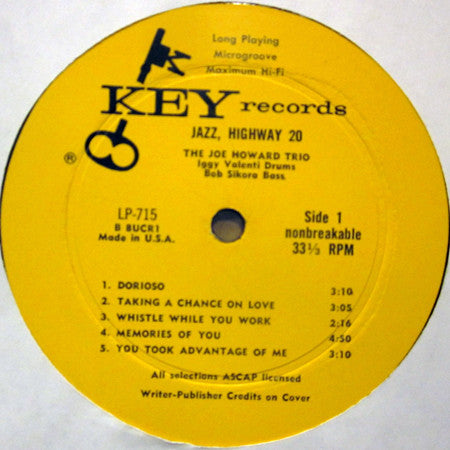 Long Playing
Microgroove
Maximum Hi-Fi
KEY records
®
JAZZ, HIGHWAY 20
THE JOE HOWARD TRIO
Iggy Valenti Drums
Bob Sikora Bass
LP-715
B BUCR1
Made in U.S.A.
Side 1
nonbreakable
33⅓ RPM
1. DORIOSO 3:10
2. TAKING A CHANCE ON LOVE 3:05
3. WHISTLE WHILE YOU WORK 2:16
4. MEMORIES OF YOU 4:50
5. YOU TOOK ADVANTAGE OF ME 3:10
All selections ASCAP licensed
Writer-Publisher Credits on Cover